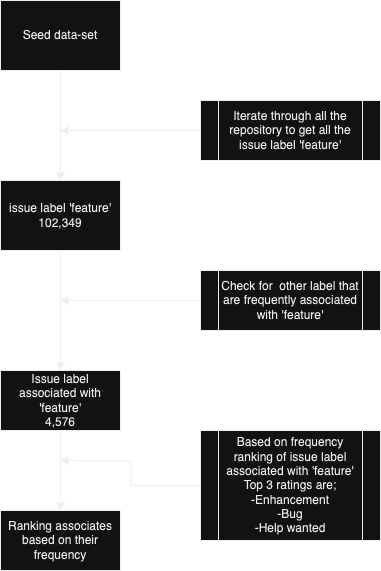 Seed data-set
Iterate through all the
repository to get all the
issue label 'feature'
issue label 'feature'
102,349
Check for other label that
are frequently associated
with 'feature'
Issue label
associated with
'feature'
4,576
Based on frequency
ranking of issue label
associated with 'feature'
Top 3 ratings are;
-Enhancement
-Bug
-Help wanted
Ranking associates
based on their
frequency